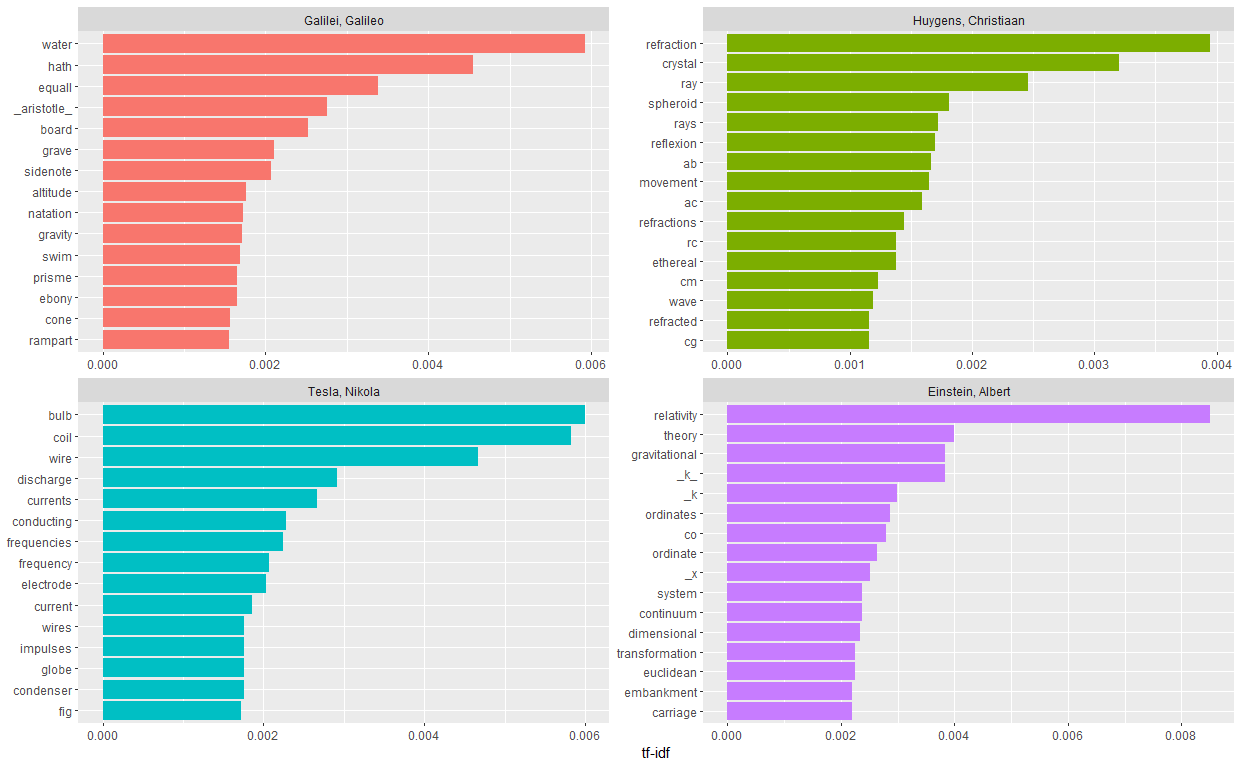 Galilei, Galileo
water
hath
equall
_aristotle_
board
grave
sidenote
altitude
natation
gravity
swim
prisme
ebony
cone
rampart
0.000 0.002 0.004 0.006
Huygens, Christiaan
refraction
crystal
ray
spheroid
rays
reflexion
ab
movement
ac
refractions
rc
ethereal
cm
wave
refracted
cg
0.000 0.001 0.002 0.003 0.004
Tesla, Nikola
bulb
coil
wire
discharge
currents
conducting
frequencies
frequency
electrode
current
wires
impulses
globe
condenser
fig
0.000 0.002 0.004 0.006
Einstein, Albert
relativity
theory
gravitational
_k_
_k
ordinates
co
ordinate
_x
system
continuum
dimensional
transformation
euclidean
embankment
carriage
0.000 0.002 0.004 0.006 0.008
tf-idf